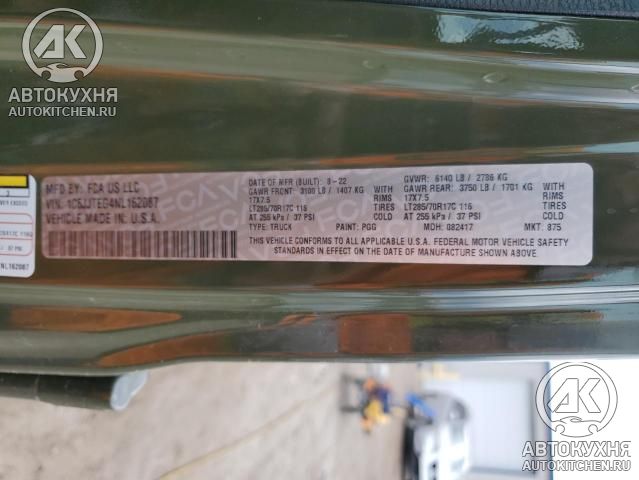 АК
АВТОКУХНЯ
AUTOKITCHEN.RU
MFD BY: FCA US LLC
VIN: 1C6JJTEG4NL162087
VEHICLE MADE IN U.S.A.
DATE OF MFR (BUILT): 8-22
GAWR FRONT: 3100 LB / 1407 KG
17X7.5 RIMS
LT285/70R17C 116 TIRES
AT 255 kPa / 37 PSI COLD
GVWR: 6140 LB / 2786 KG
GAWR REAR: 3750 LB / 1701 KG
17X7.5 RIMS
LT285/70R17C 116 TIRES
AT 255 kPa / 37 PSI COLD
TYPE: TRUCK PAINT: PGG MDH: 082417 MKT: 875
THIS VEHICLE CONFORMS TO ALL APPLICABLE U.S.A. FEDERAL MOTOR VEHICLE SAFETY
STANDARDS IN EFFECT ON THE DATE OF MANUFACTURE SHOWN ABOVE.
NL162087
АК
АВТОКУХНЯ
AUTOKITCHEN.RU